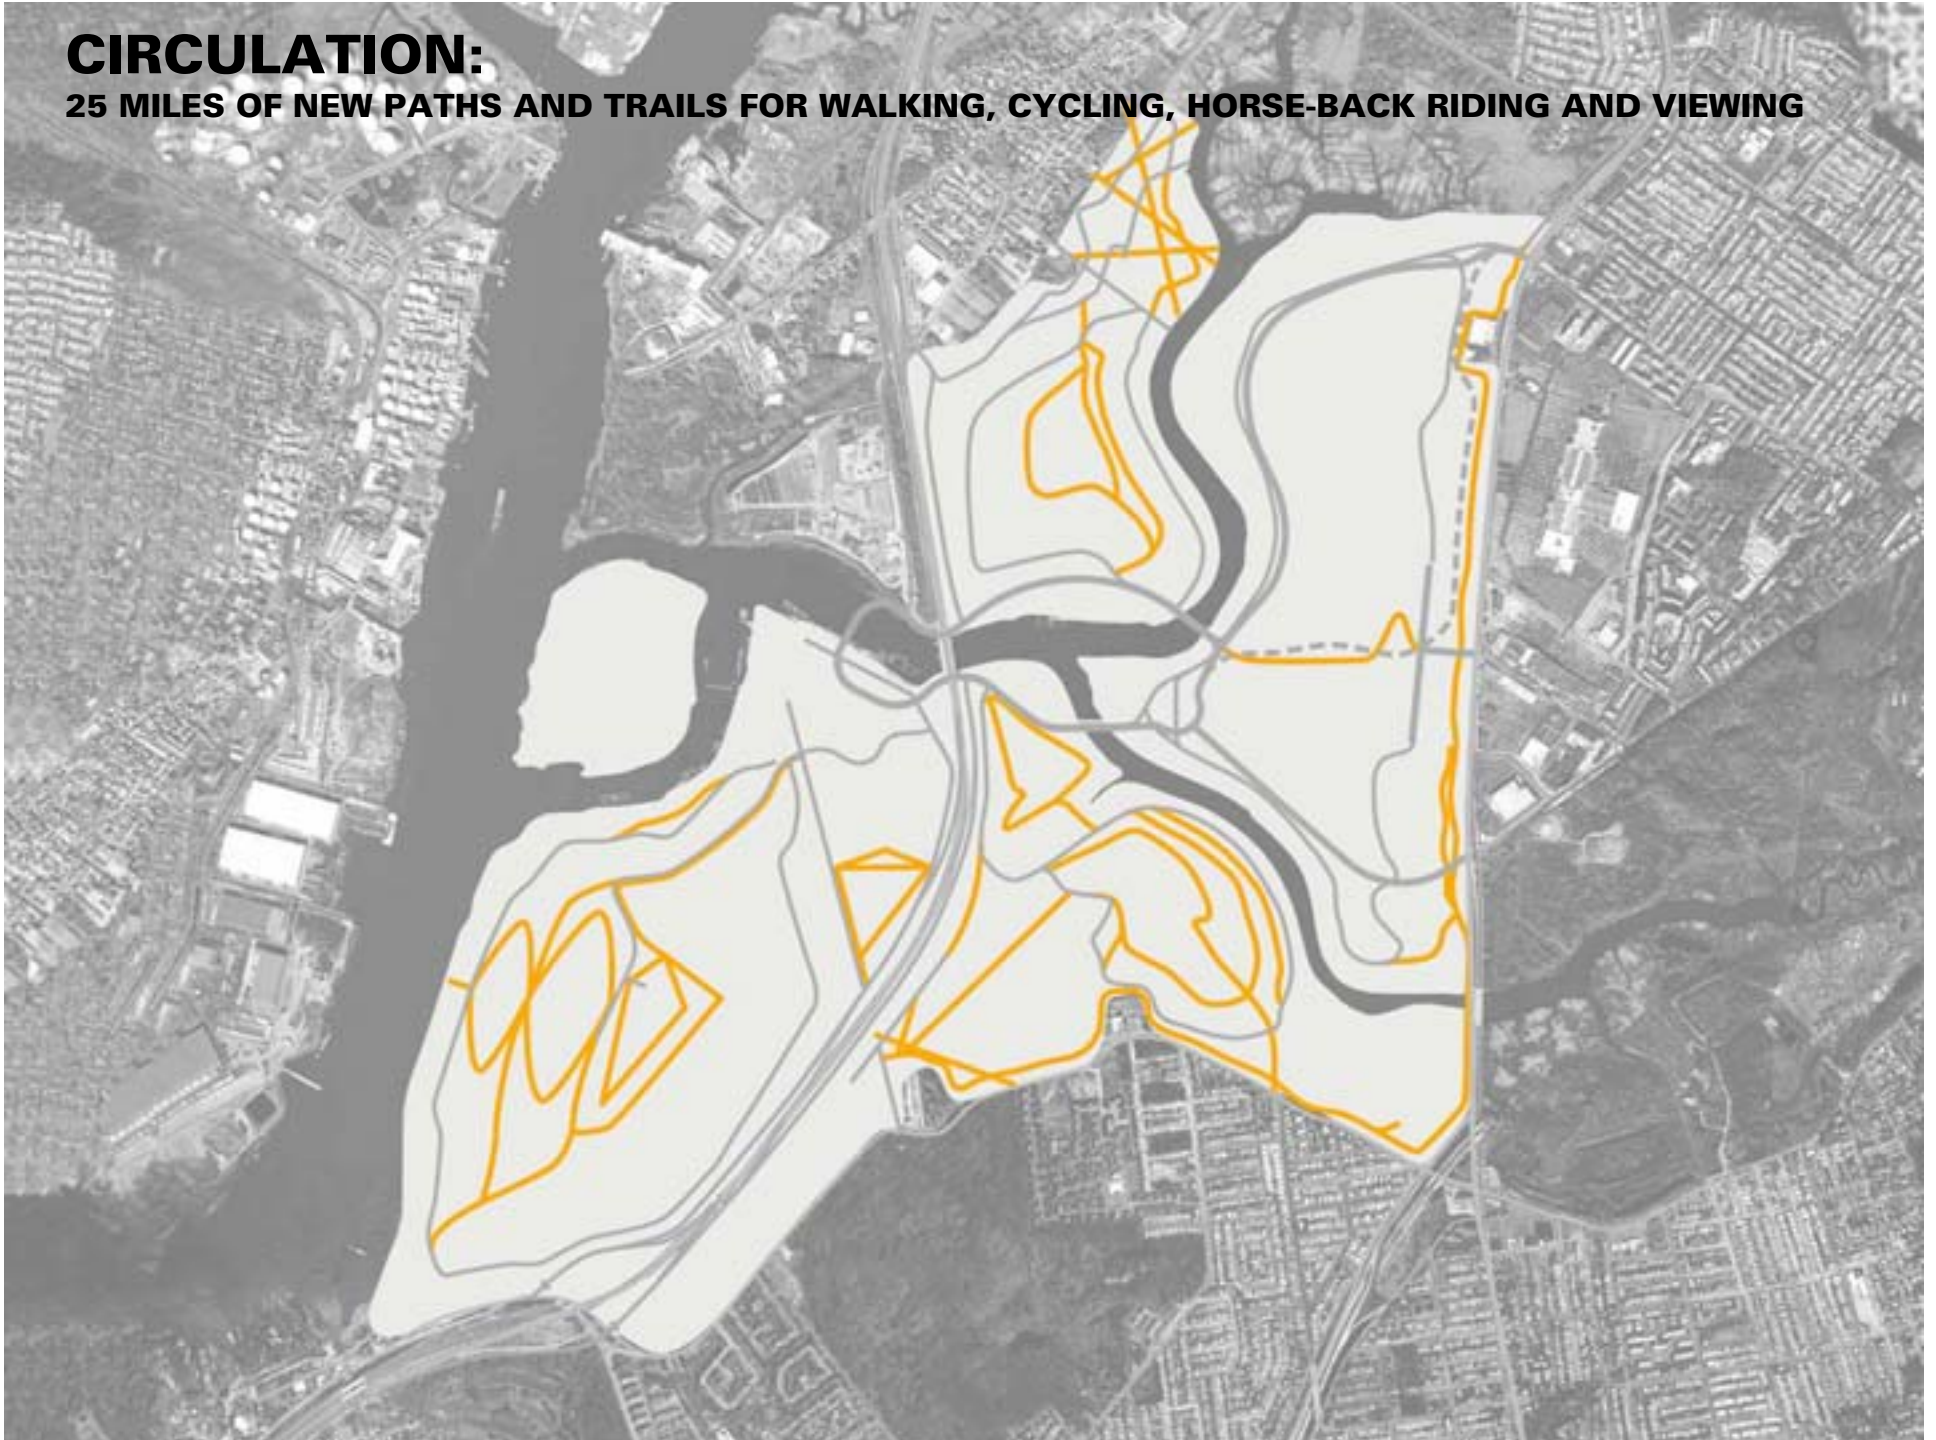 CIRCULATION:
25 MILES OF NEW PATHS AND TRAILS FOR WALKING, CYCLING, HORSE-BACK RIDING AND VIEWING